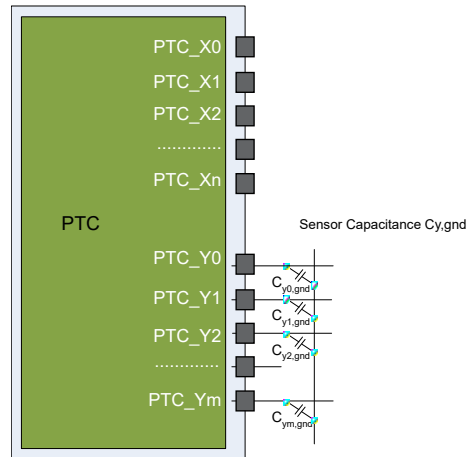 PTC_X0
PTC_X1
PTC_X2
.............
PTC_Xn
PTC
Sensor Capacitance Cy,gnd
PTC_Y0
Cy0,gnd
PTC_Y1
Cy1,gnd
PTC_Y2
Cy2,gnd
.............
PTC_Ym
Cym,gnd